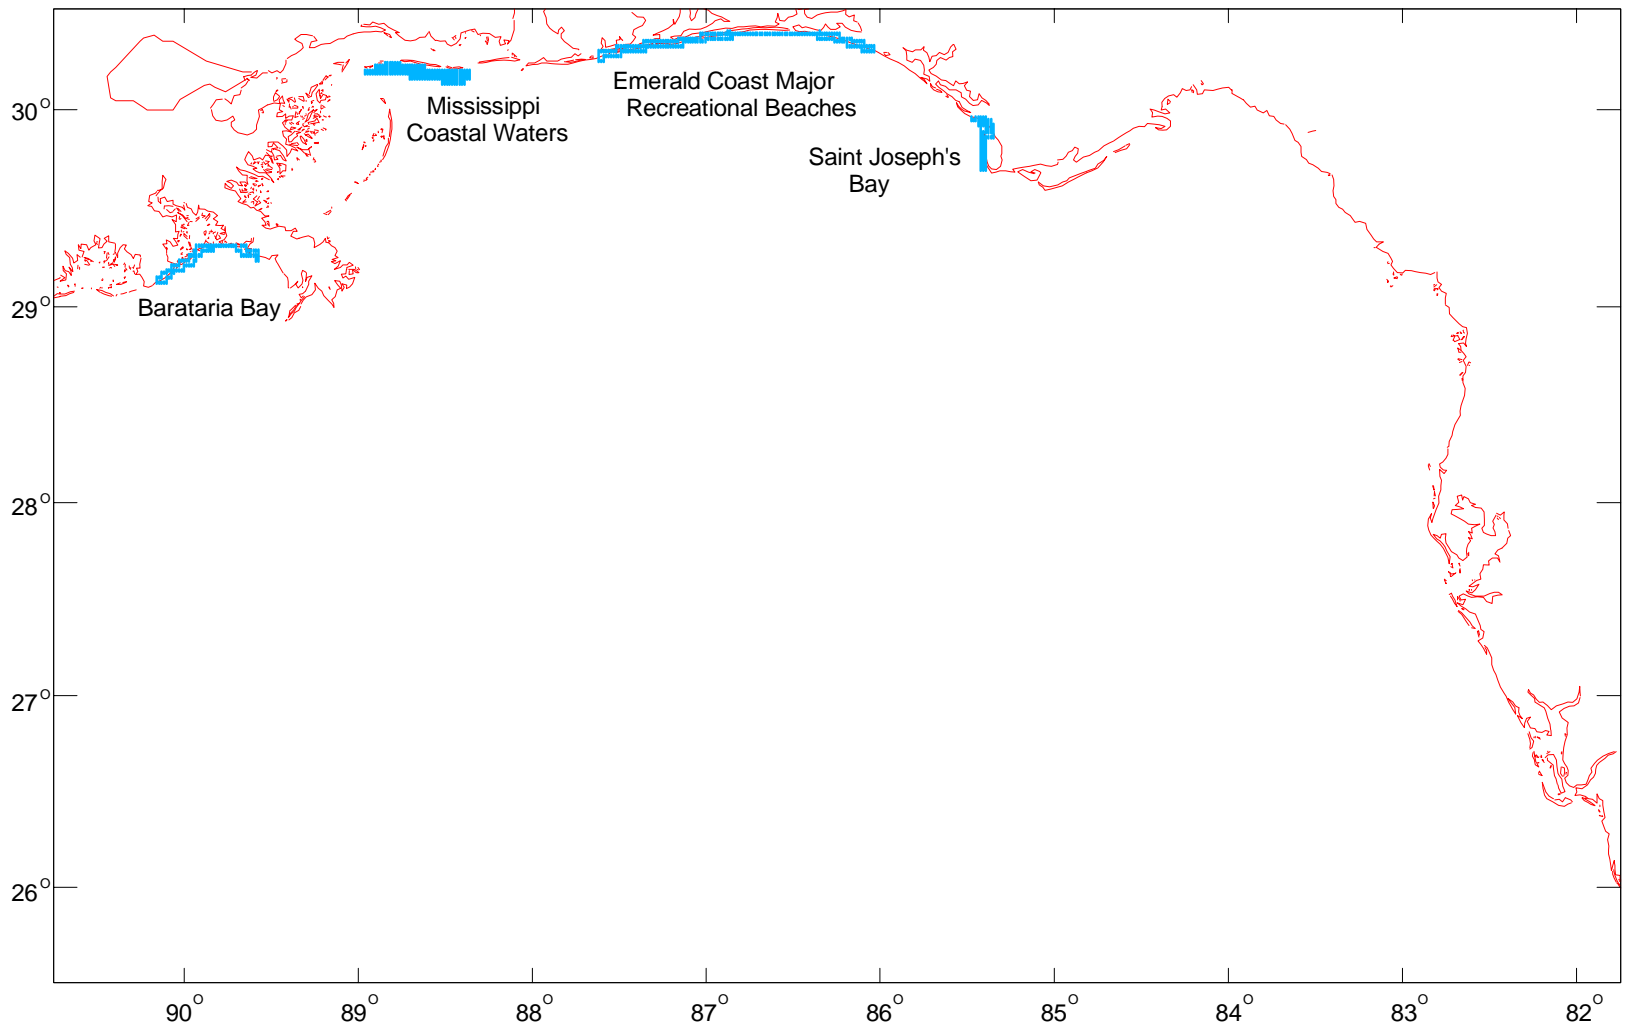 Emerald Coast Major
Recreational Beaches
Mississippi
Coastal Waters
Saint Joseph's
Bay
Barataria Bay
30°
29°
28°
27°
26°
90° 89° 88° 87° 86° 85° 84° 83° 82°